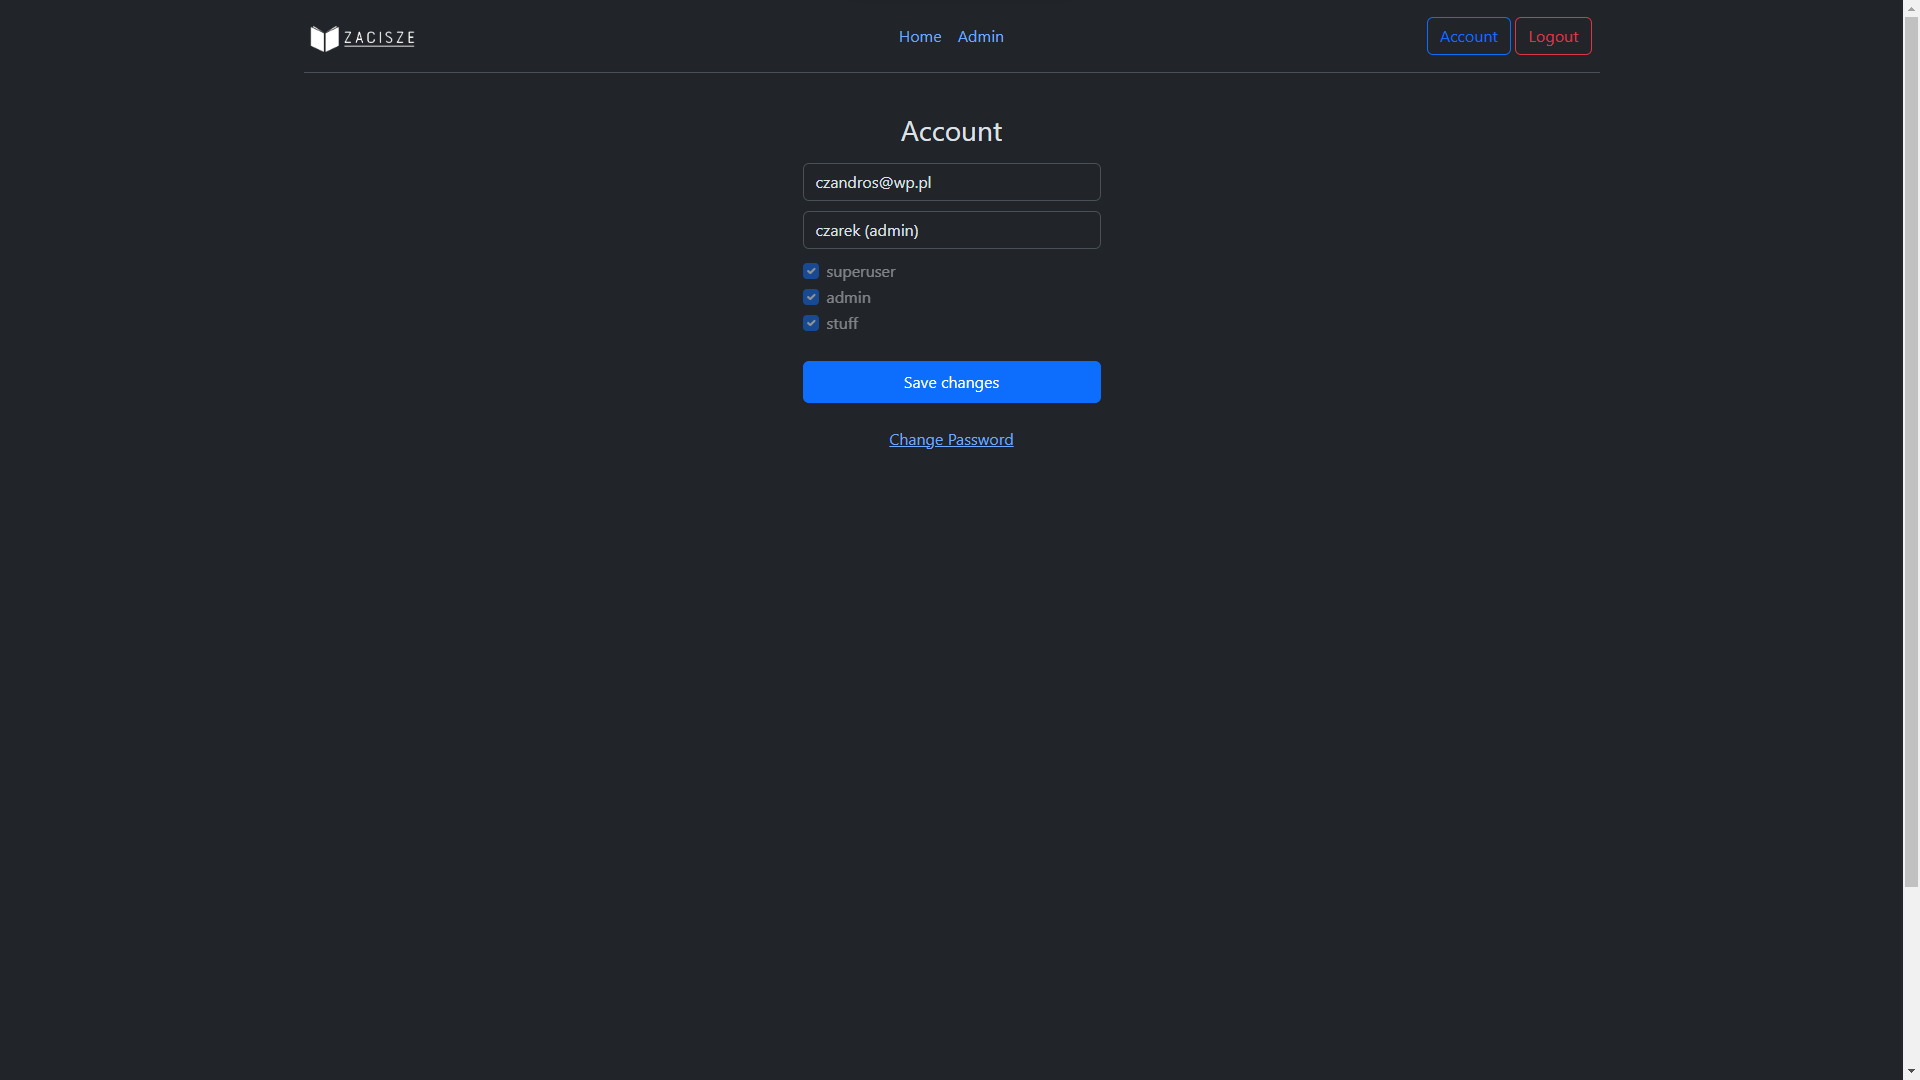 ZACISZE
Home Admin
Account Logout
Account
czandros@wp.pl
czarek (admin)
superuser
admin
stuff
Save changes
Change Password